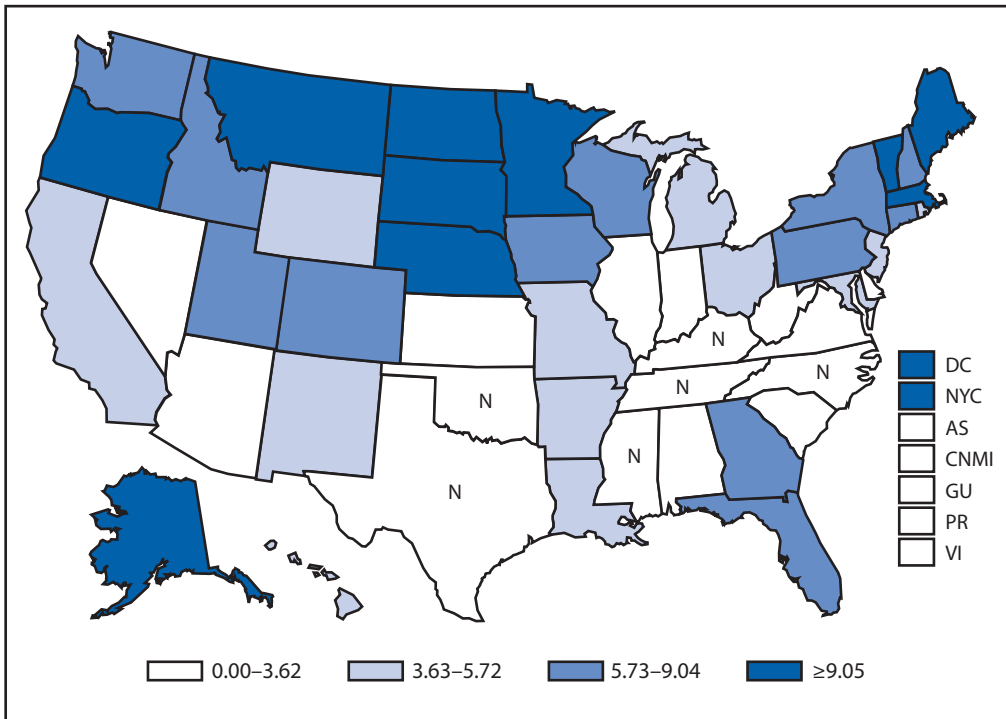 N
N
N
N
N
N
DC
NYC
AS
CNMI
GU
PR
VI
0.00–3.62
3.63–5.72
5.73–9.04
≥9.05